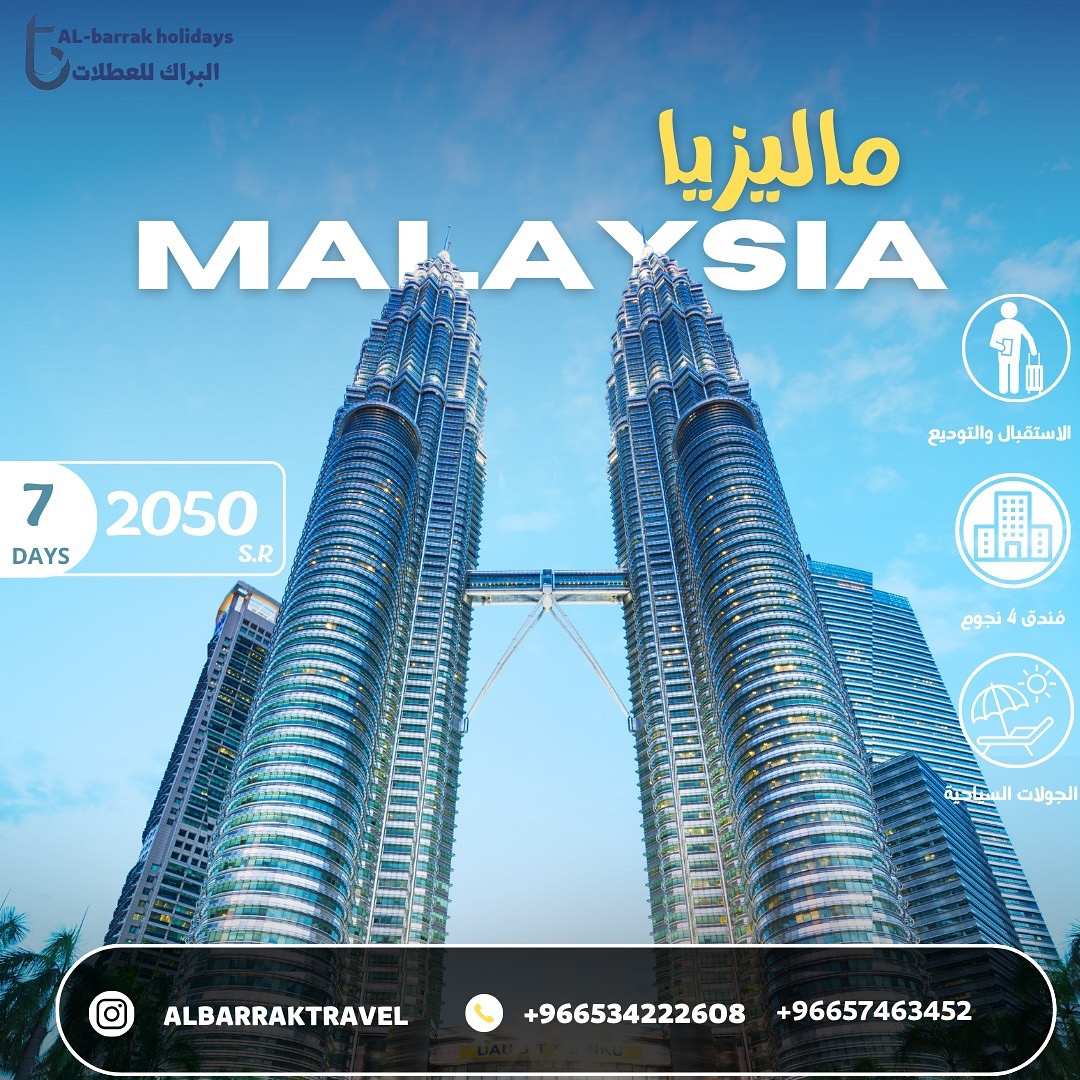 AL-barrak holidays
البراك للعطلات
ماليزيا
MALAYSIA
الاستقبال والتوديع
7
DAYS
2050
S.R
فندق 4 نجوم
الجولات السياحية
ALBARRAKTRAVEL
+966534222608
+96657463452